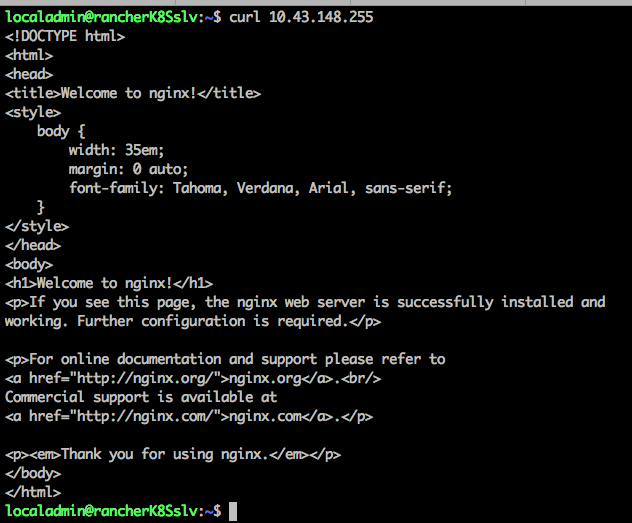 localadmin@rancherK8Sslv:~$ curl 10.43.148.255
<!DOCTYPE html>
<html>
<head>
<title>Welcome to nginx!</title>
<style>
    body {
        width: 35em;
        margin: 0 auto;
        font-family: Tahoma, Verdana, Arial, sans-serif;
    }
</style>
</head>
<body>
<h1>Welcome to nginx!</h1>
<p>If you see this page, the nginx web server is successfully installed and
working. Further configuration is required.</p>

<p>For online documentation and support please refer to
<a href="http://nginx.org/">nginx.org</a>.<br/>
Commercial support is available at
<a href="http://nginx.com/">nginx.com</a>.</p>

<p><em>Thank you for using nginx.</em></p>
</body>
</html>
localadmin@rancherK8Sslv:~$